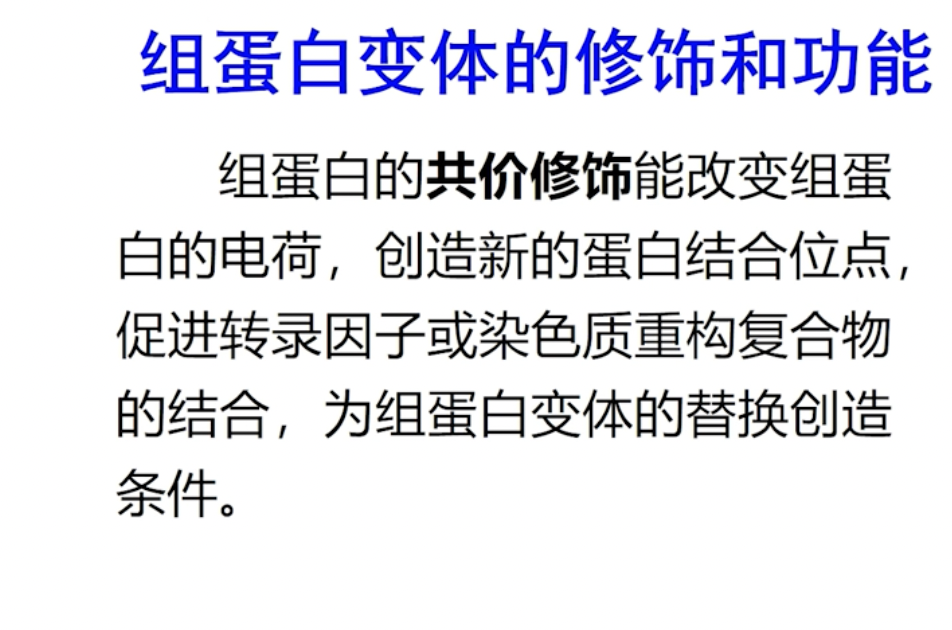 组蛋白变体的修饰和功能
组蛋白的共价修饰能改变组蛋
白的电荷，创造新的蛋白结合位点，
促进转录因子或染色质重构复合物
的结合，为组蛋白变体的替换创造
条件。